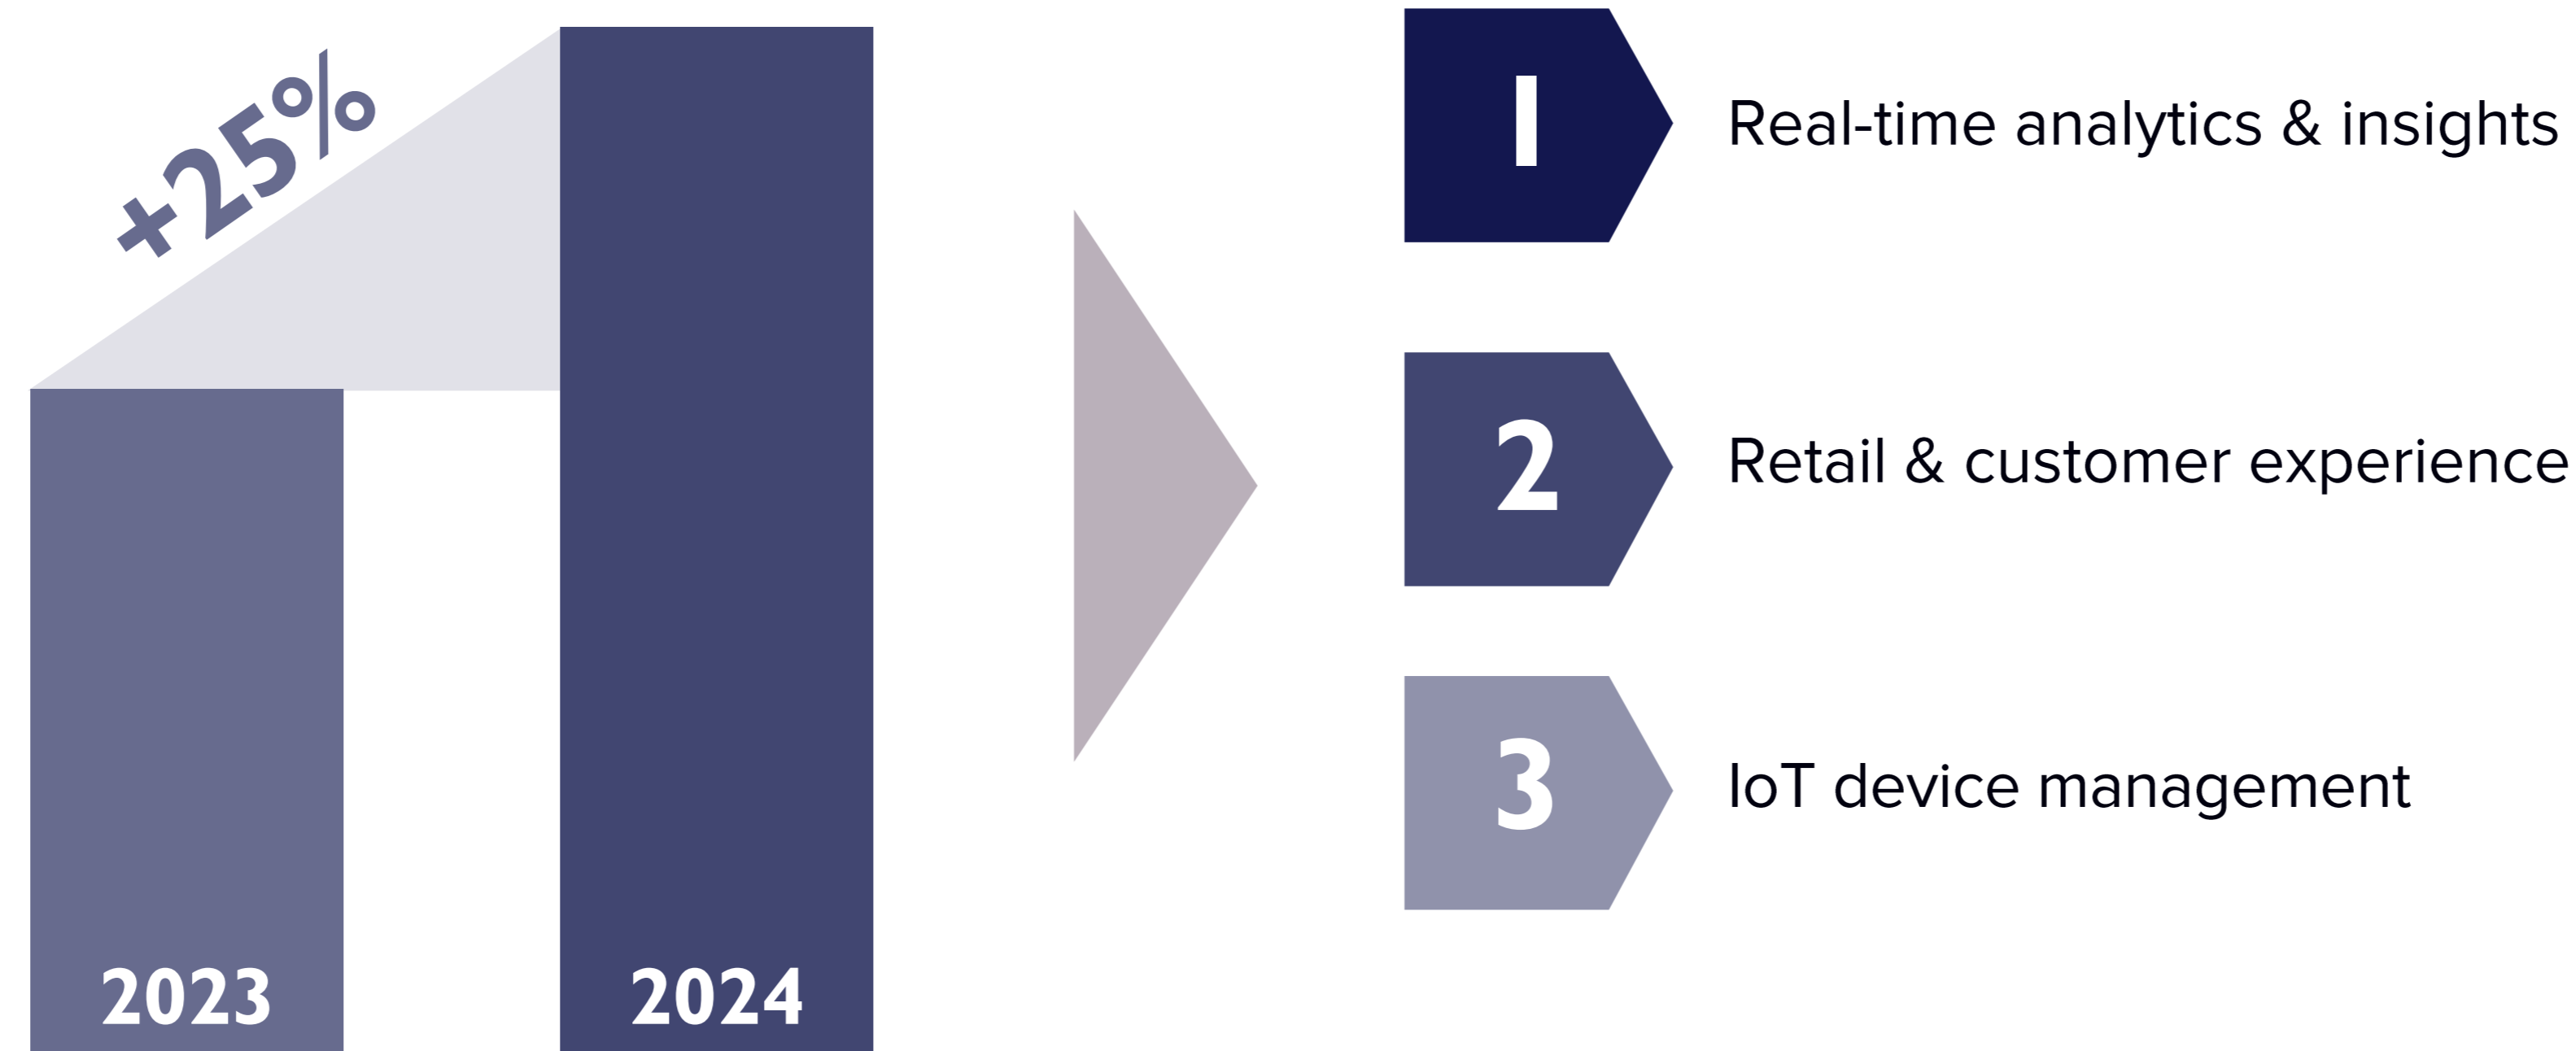 +25%
2023
2024
1
Real-time analytics & insights
2
Retail & customer experience
3
IoT device management